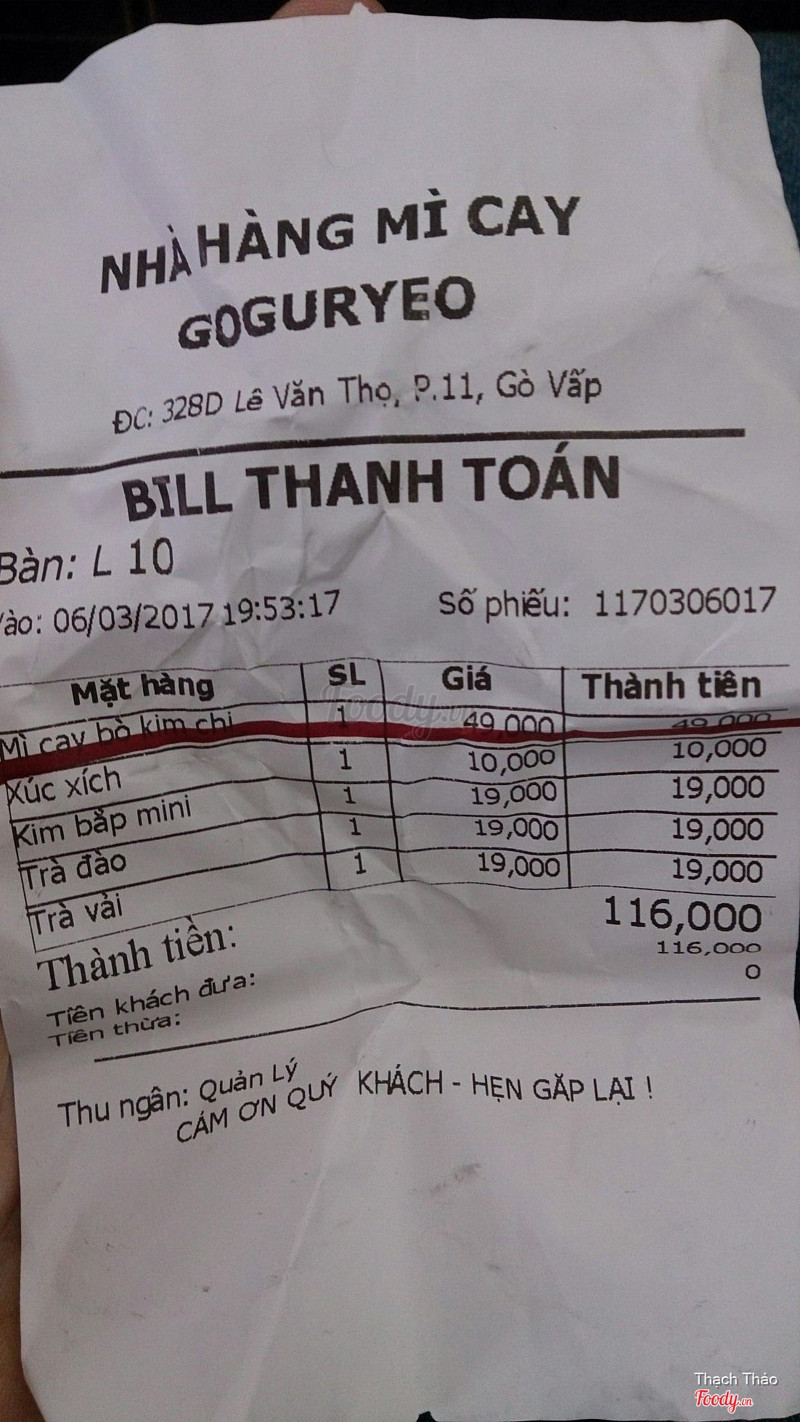 NHÀ HÀNG MÌ CAY
GOGURYEO
ĐC: 328D Lê Văn Thọ, P.11, Gò Vấp
BILL THANH TOÁN
Bàn: L 10
Vào: 06/03/2017 19:53:17 Số phiếu: 1170306017
Mặt hàng SL Giá Thành tiền
Mì cay bò kim chi 1 49,000 49,000
Xúc xích 1 10,000 10,000
Kim bắp mini 1 19,000 19,000
Trà đào 1 19,000 19,000
Trà vải 1 19,000 19,000
Thành tiền: 116,000
Tiền khách đưa: 116,000
Tiền thừa: 0
Thu ngân: Quản Lý
CÁM ƠN QUÝ KHÁCH - HẸN GẶP LẠI !
Foody.vn
Thạch Thảo
Foody.vn